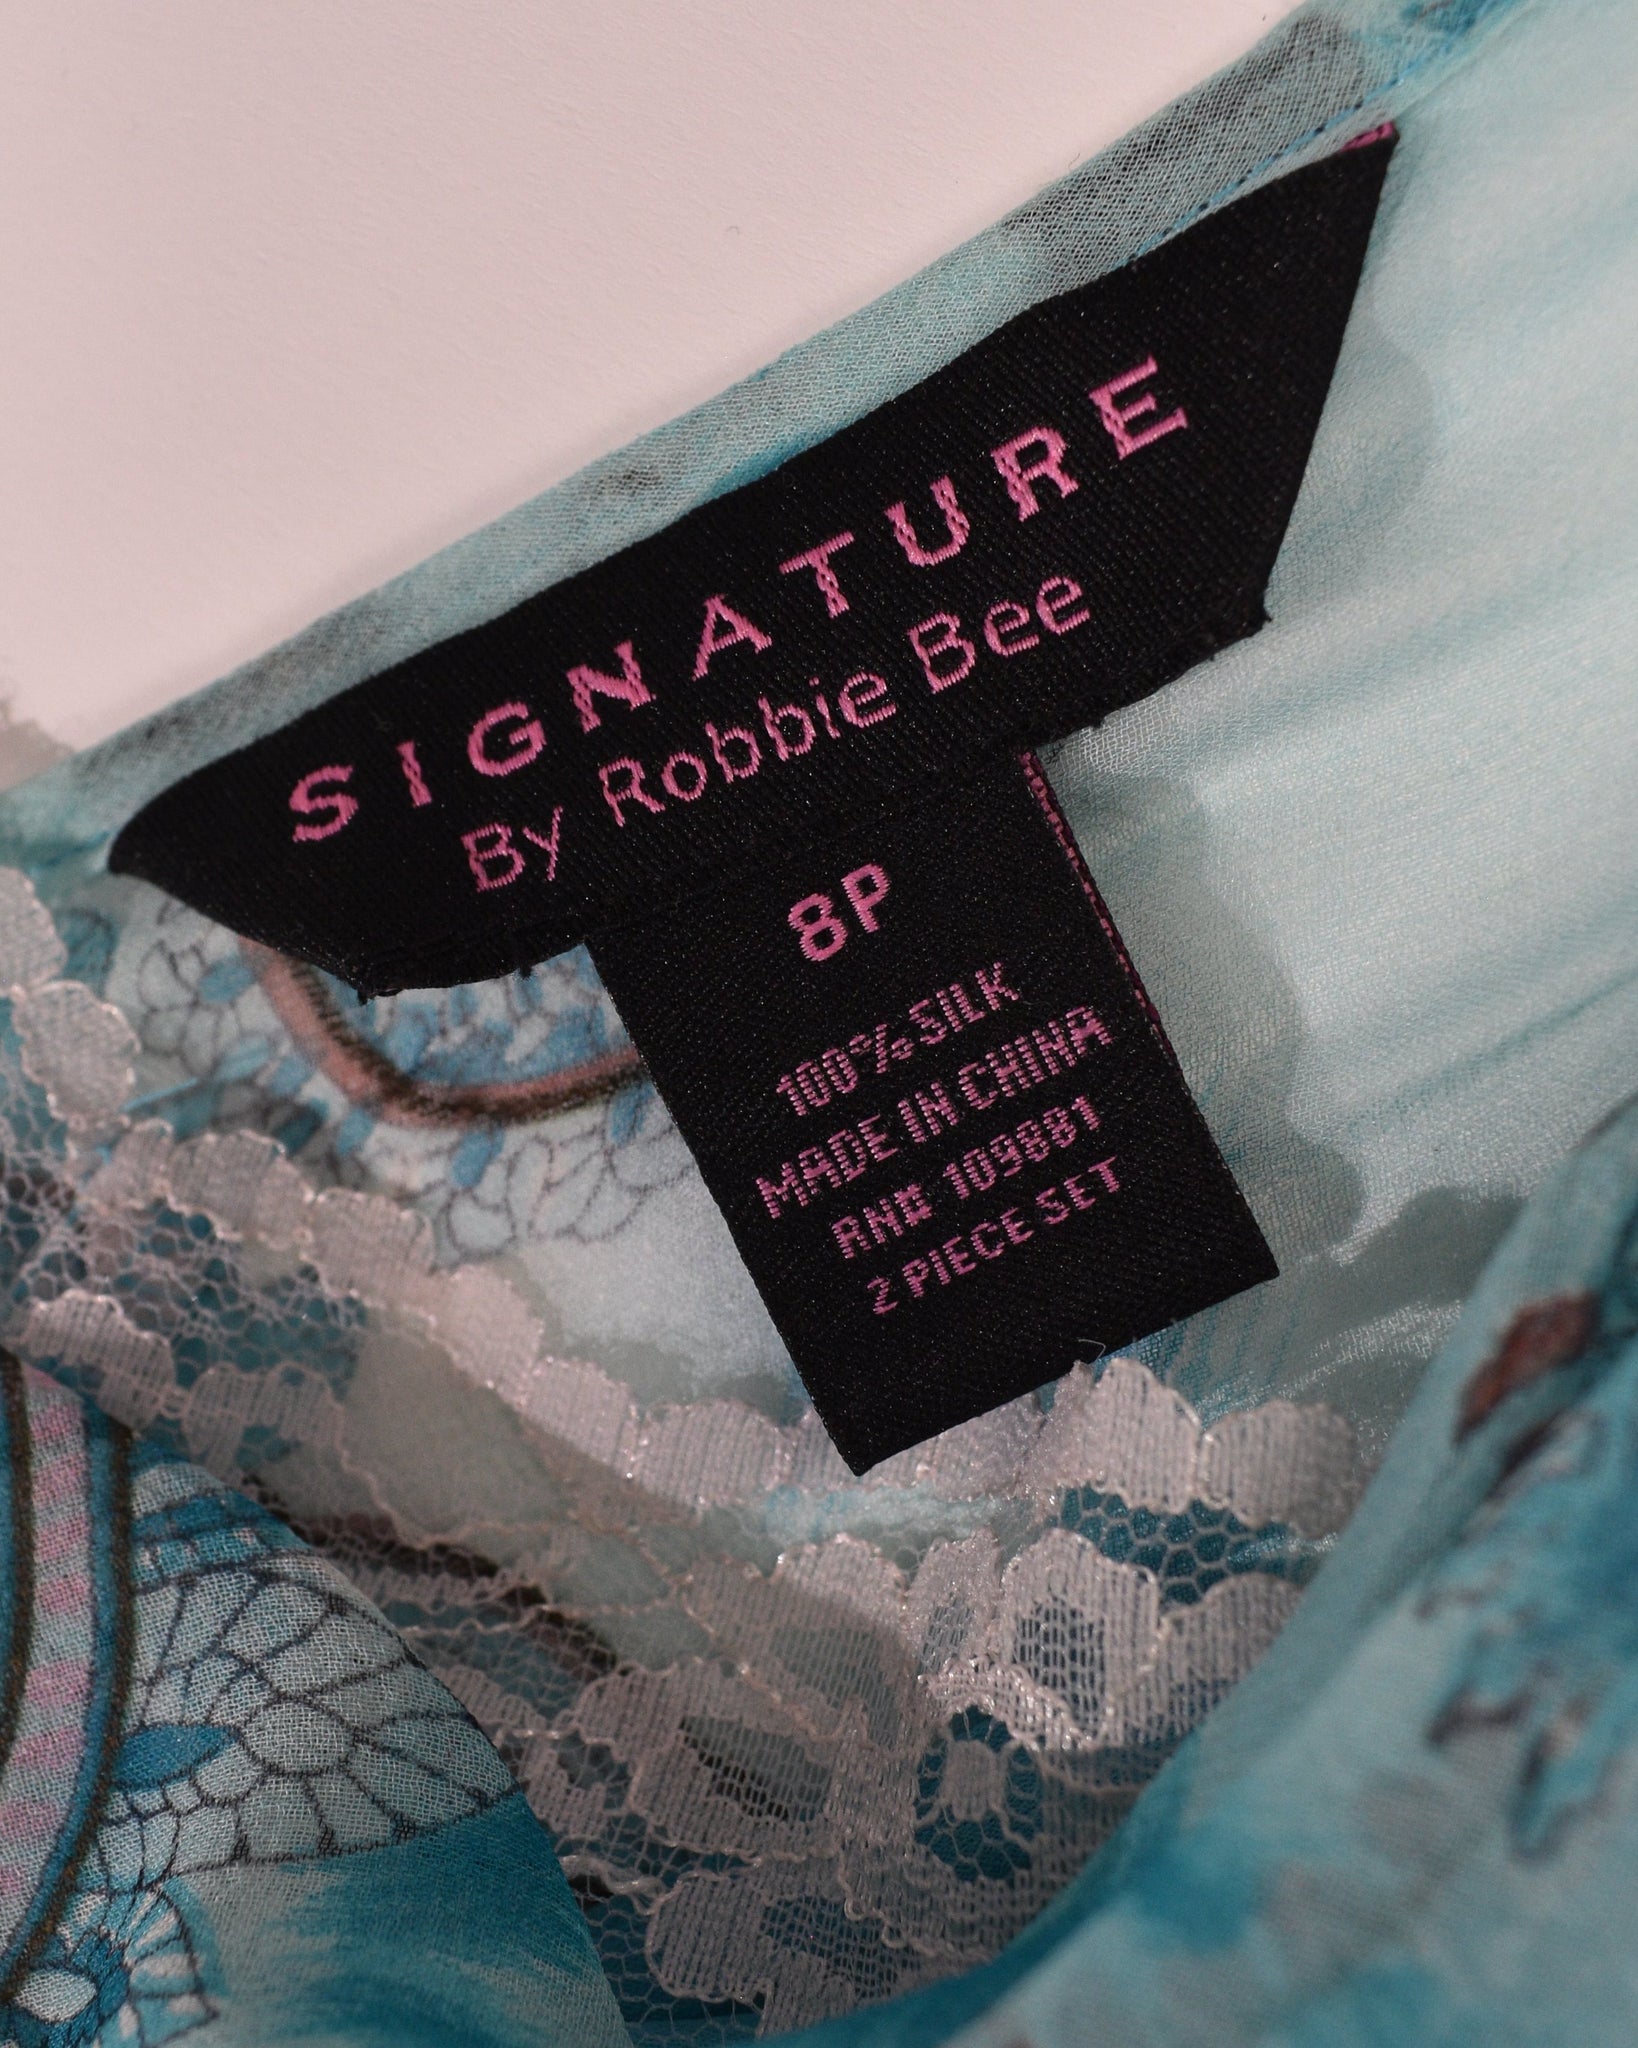 SIGNATURE
By Robbie Bee
8P
100% SILK
MADE IN CHINA
RN# 109881
2 PIECE SET